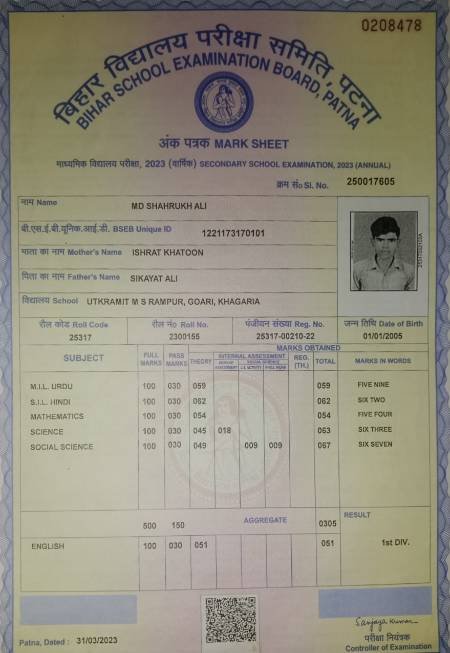 0208478
बिहार विद्यालय परीक्षा समिति, पटना
BIHAR SCHOOL EXAMINATION BOARD, PATNA
अंक पत्रक MARK SHEET
माध्यमिक विद्यालय परीक्षा, 2023 (वार्षिक) SECONDARY SCHOOL EXAMINATION, 2023 (ANNUAL)
क्रम सं० Sl. No. 250017605
नाम Name MD SHAHRUKH ALI
बी.एस.ई.बी.यूनिक.आई.डी. BSEB Unique ID 1221173170101
माता का नाम Mother's Name ISHRAT KHATOON
पिता का नाम Father's Name SIKAYAT ALI
विद्यालय School UTKRAMIT M S RAMPUR, GOARI, KHAGARIA
रौल कोड Roll Code रौल नं० Roll No. पंजीयन संख्या Reg. No. जन्म तिथि Date of Birth
25317 2300155 25317-00210-22 01/01/2005
MARKS OBTAINED
SUBJECT FULL MARKS PASS MARKS THEORY INTERNAL ASSESSMENT REG. (TH.) TOTAL MARKS IN WORDS
M.I.L. URDU 100 030 059 059 FIVE NINE
S.I.L. HINDI 100 030 062 062 SIX TWO
MATHEMATICS 100 030 054 054 FIVE FOUR
SCIENCE 100 030 045 018 063 SIX THREE
SOCIAL SCIENCE 100 030 049 009 009 067 SIX SEVEN
500 150 AGGREGATE 0305 RESULT
ENGLISH 100 030 051 051 1st DIV.
Sanjaya Kumar
Patna, Dated : 31/03/2023
परीक्षा नियंत्रक
Controller of Examination